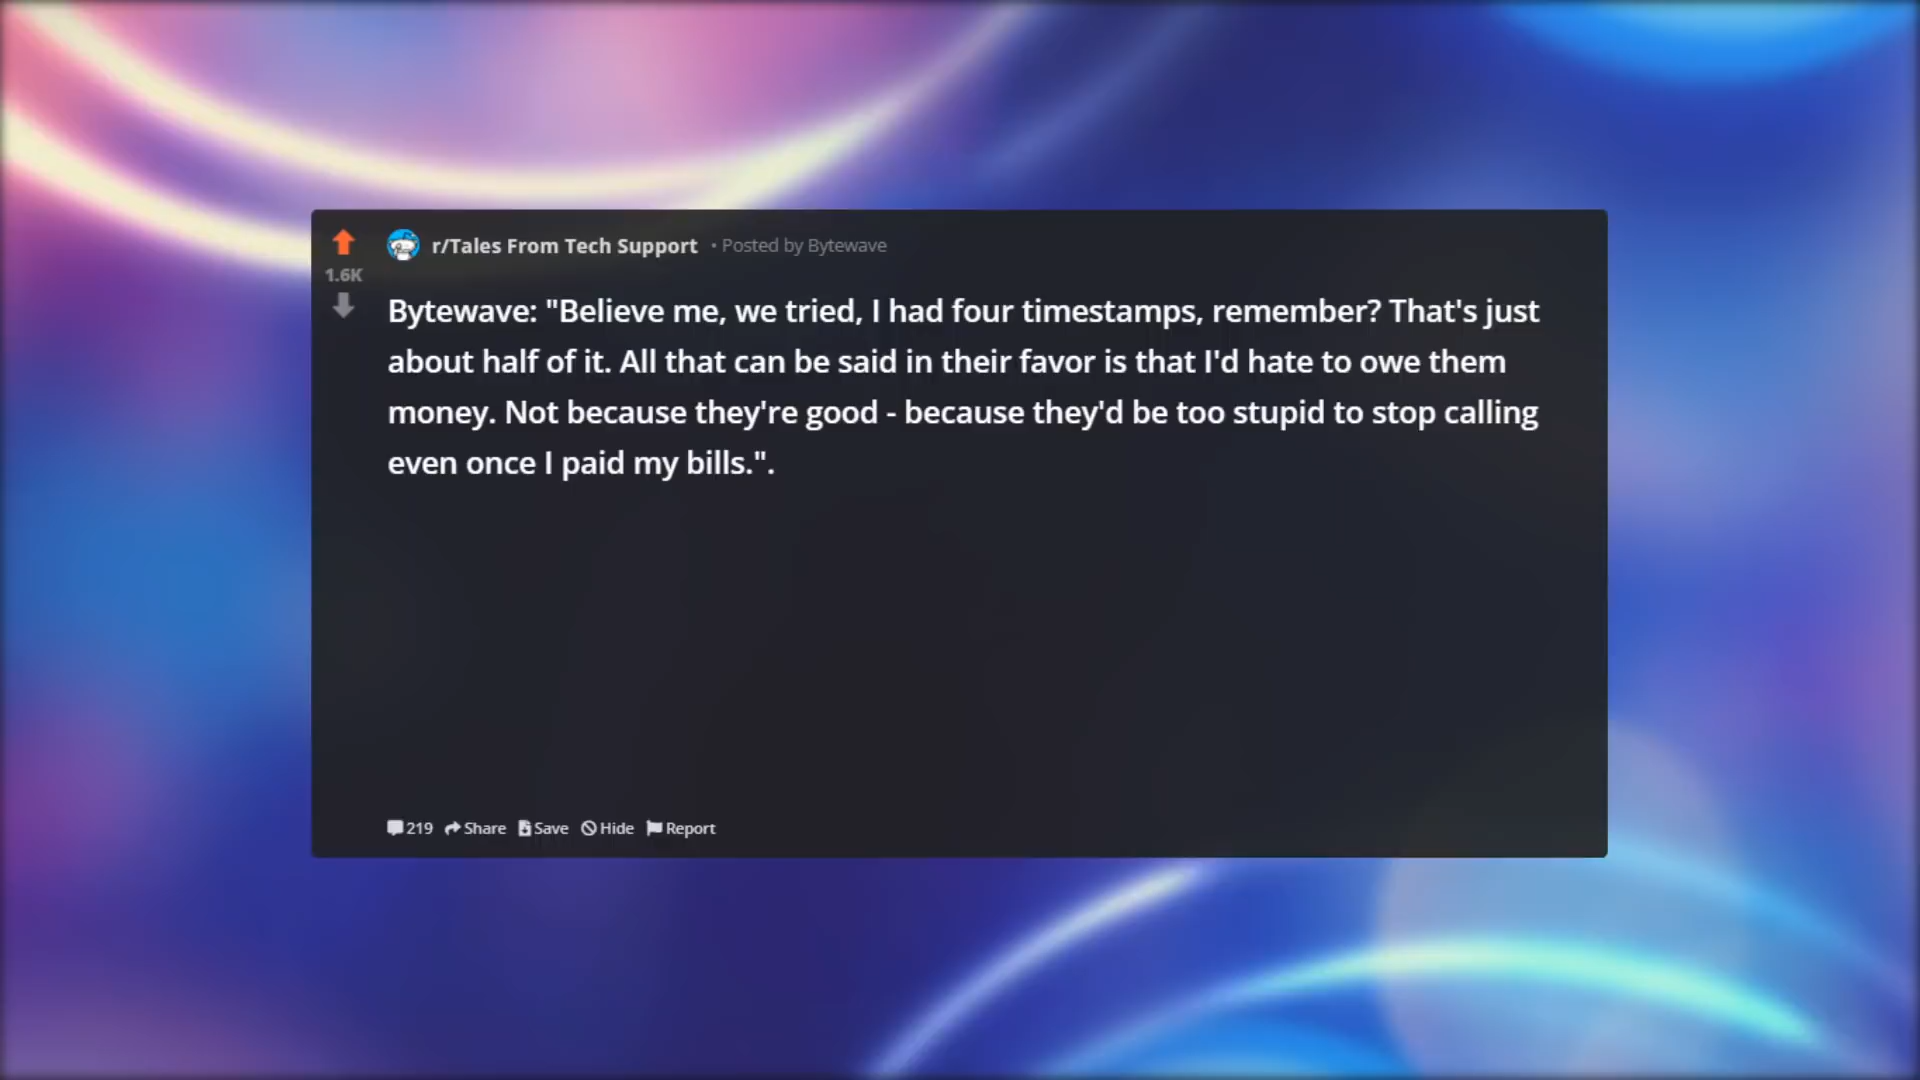 r/Tales From Tech Support • Posted by Bytewave
1.6K
Bytewave: "Believe me, we tried, I had four timestamps, remember? That's just
about half of it. All that can be said in their favor is that I'd hate to owe them
money. Not because they're good - because they'd be too stupid to stop calling
even once I paid my bills.".
219 Share Save Hide Report